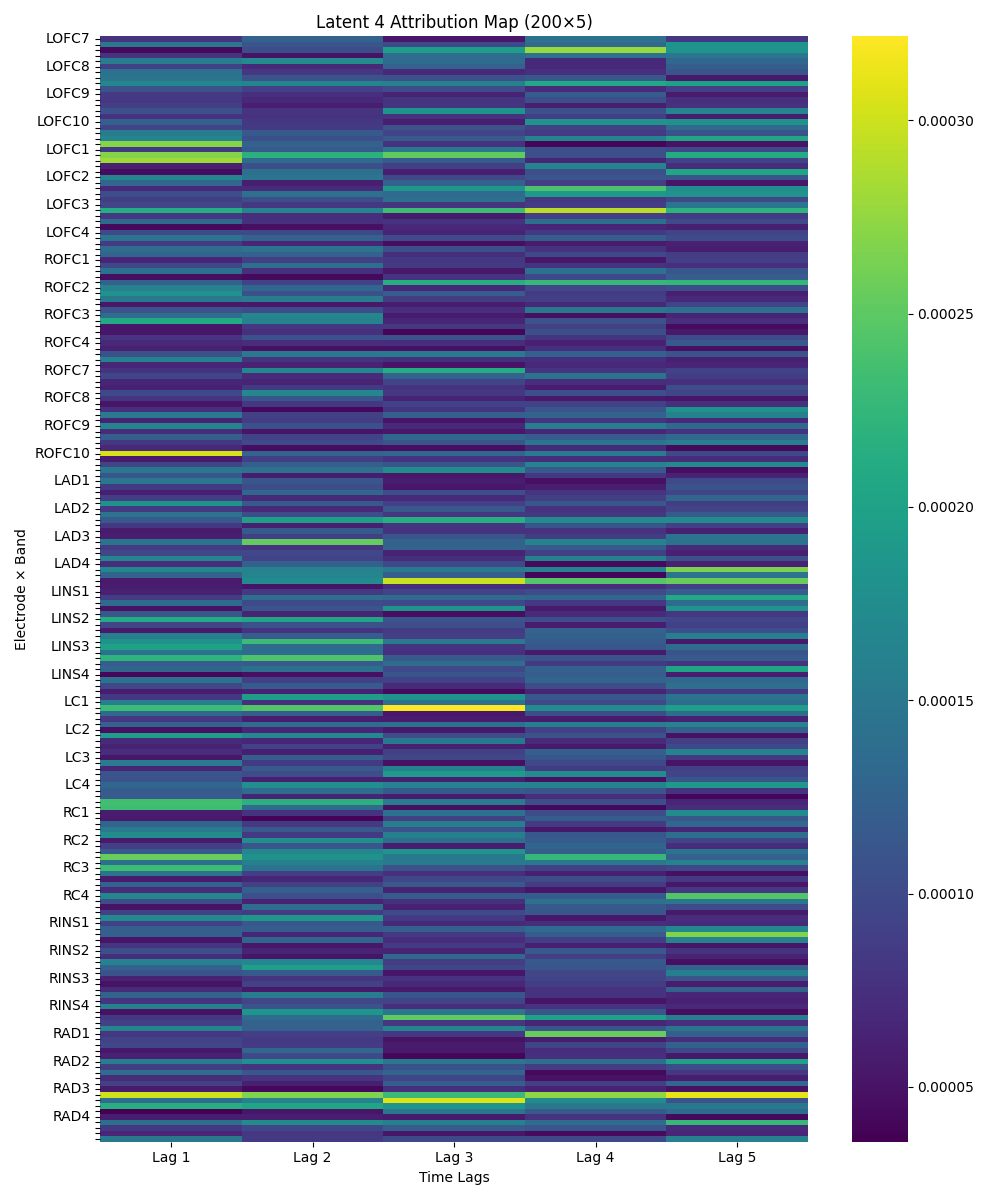 Latent 4 Attribution Map (200×5)
Electrode × Band
LOFC7
LOFC8
LOFC9
LOFC10
LOFC1
LOFC2
LOFC3
LOFC4
ROFC1
ROFC2
ROFC3
ROFC4
ROFC7
ROFC8
ROFC9
ROFC10
LAD1
LAD2
LAD3
LAD4
LINS1
LINS2
LINS3
LINS4
LC1
LC2
LC3
LC4
RC1
RC2
RC3
RC4
RINS1
RINS2
RINS3
RINS4
RAD1
RAD2
RAD3
RAD4
Lag 1 Lag 2 Lag 3 Lag 4 Lag 5
Time Lags
0.00030
0.00025
0.00020
0.00015
0.00010
0.00005